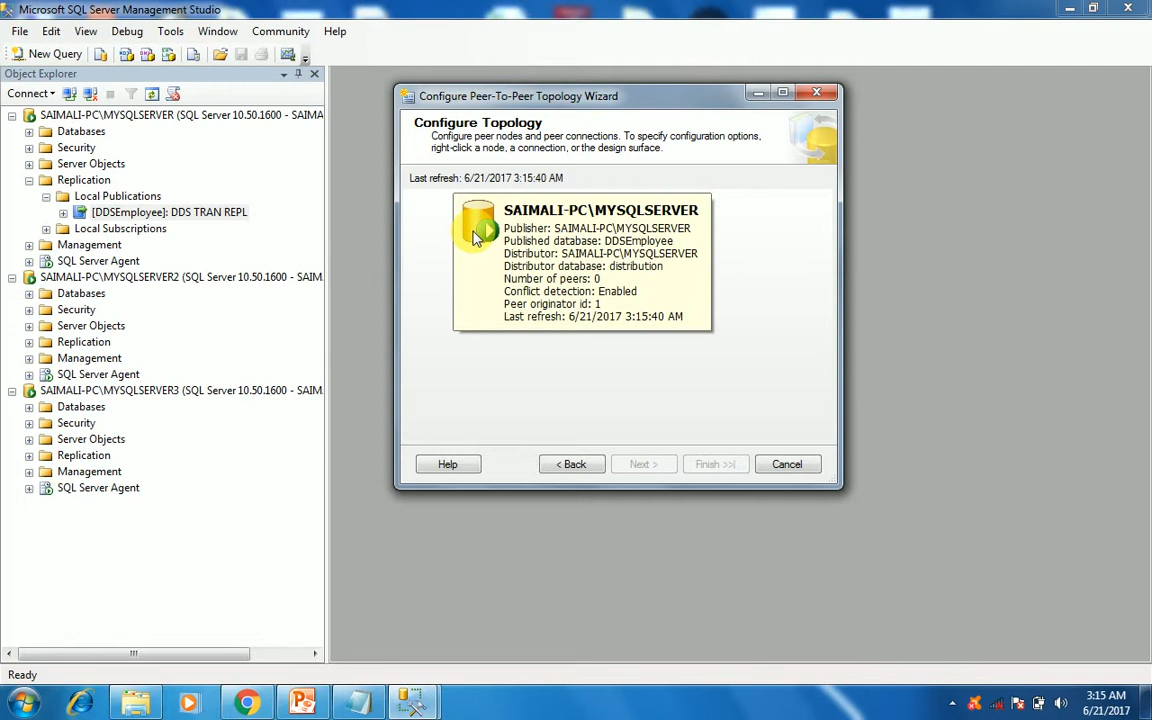 Microsoft SQL Server Management Studio
File Edit View Debug Tools Window Community Help
New Query
Object Explorer
Connect
SAIMALI-PC\MYSQLSERVER (SQL Server 10.50.1600 - SAIMA
Databases
Security
Server Objects
Replication
Local Publications
[DDSEmployee]: DDS TRAN REPL
Local Subscriptions
Management
SQL Server Agent
SAIMALI-PC\MYSQLSERVER2 (SQL Server 10.50.1600 - SAIM
Databases
Security
Server Objects
Replication
Management
SQL Server Agent
SAIMALI-PC\MYSQLSERVER3 (SQL Server 10.50.1600 - SAIM
Databases
Security
Server Objects
Replication
Management
SQL Server Agent
Configure Peer-To-Peer Topology Wizard
Configure Topology
Configure peer nodes and peer connections. To specify configuration options,
right-click a node, a connection, or the design surface.
Last refresh: 6/21/2017 3:15:40 AM
SAIMALI-PC\MYSQLSERVER
Publisher: SAIMALI-PC\MYSQLSERVER
Published database: DDSEmployee
Distributor: SAIMALI-PC\MYSQLSERVER
Distributor database: distribution
Number of peers: 0
Conflict detection: Enabled
Peer originator id: 1
Last refresh: 6/21/2017 3:15:40 AM
Help < Back Next > Finish >>| Cancel
Ready
3:15 AM
6/21/2017